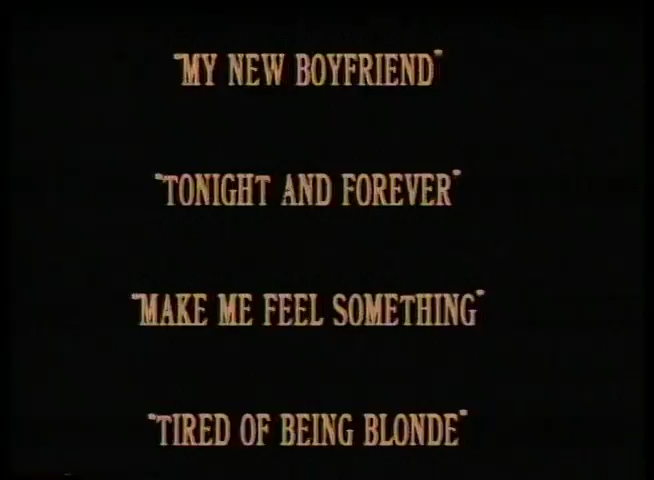 "MY NEW BOYFRIEND"
"TONIGHT AND FOREVER"
"MAKE ME FEEL SOMETHING"
"TIRED OF BEING BLONDE"